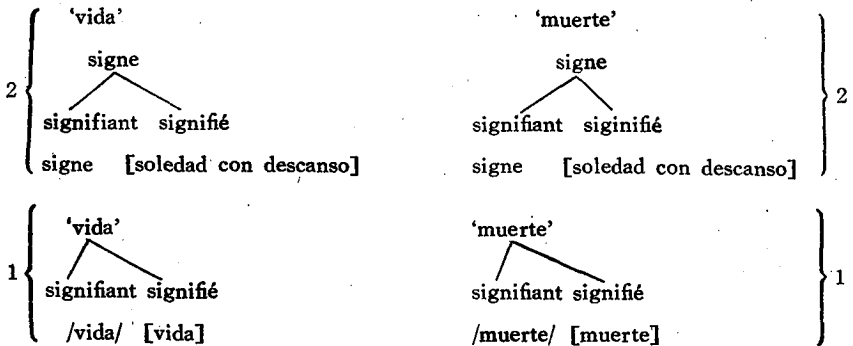 ‘vida’ ‘muerte’
signe signe
2 2
signifiant signifié signifiant siginifié
signe [soledad con descanso] signe [soledad con descanso]
‘vida’ ‘muerte’
1 1
signifiant signifié signifiant signifié
/vida/ [vida] /muerte/ [muerte]